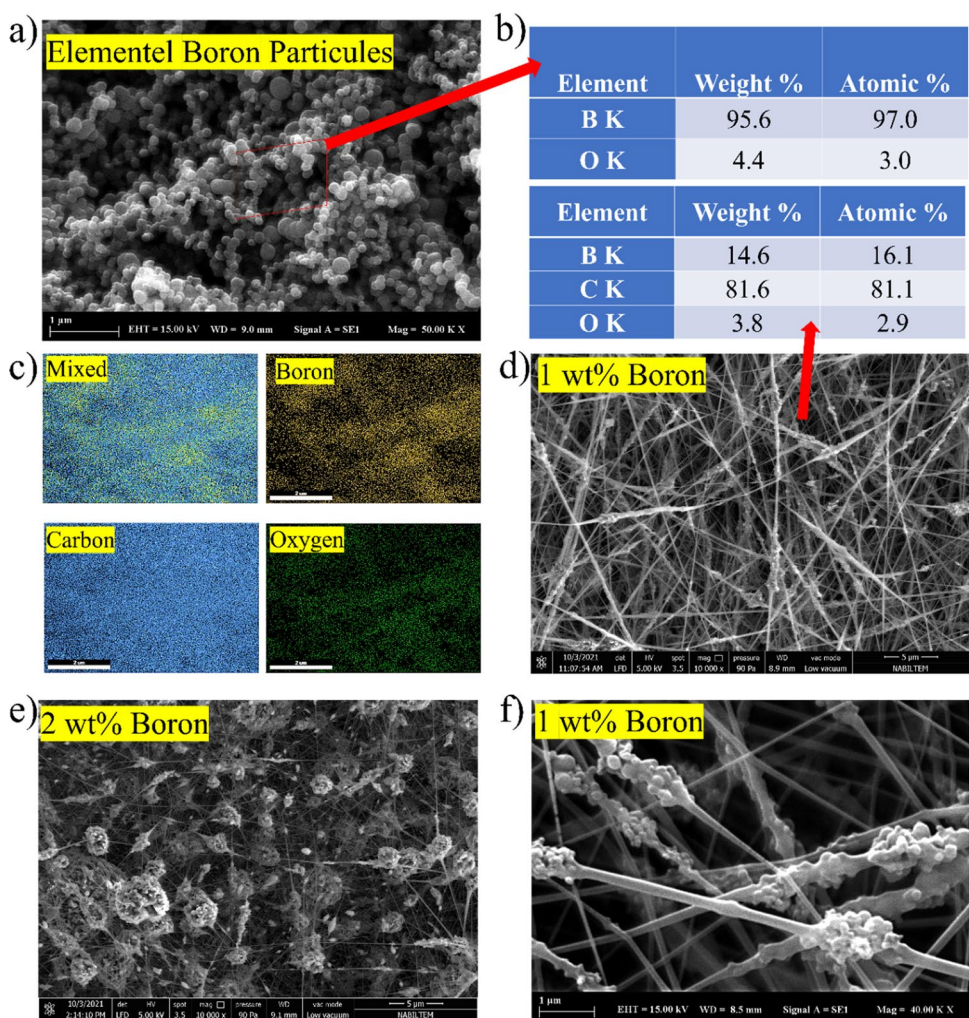 a)
Elementel Boron Particules
1 µm
EHT = 15.00 kV WD = 9.0 mm Signal A = SE1 Mag = 50.00 K X
b)
Element Weight % Atomic %
B K 95.6 97.0
O K 4.4 3.0
Element Weight % Atomic %
B K 14.6 16.1
C K 81.6 81.1
O K 3.8 2.9
c)
Mixed
Boron
2 um
Carbon
2 um
Oxygen
2 um
d)
1 wt% Boron
10/3/2021 det HV spot mag pressure WD vac mode 5 µm
11:07:54 AM LFD 5.00 kV 3.5 10 000 x 90 Pa 8.9 mm Low vacuum NABILTEM
e)
2 wt% Boron
10/3/2021 det HV spot mag pressure WD vac mode 5 µm
2:14:10 PM LFD 5.00 kV 3.5 10 000 x 90 Pa 9.1 mm Low vacuum NABILTEM
f)
1 wt% Boron
1 µm
EHT = 15.00 kV WD = 8.5 mm Signal A = SE1 Mag = 40.00 K X